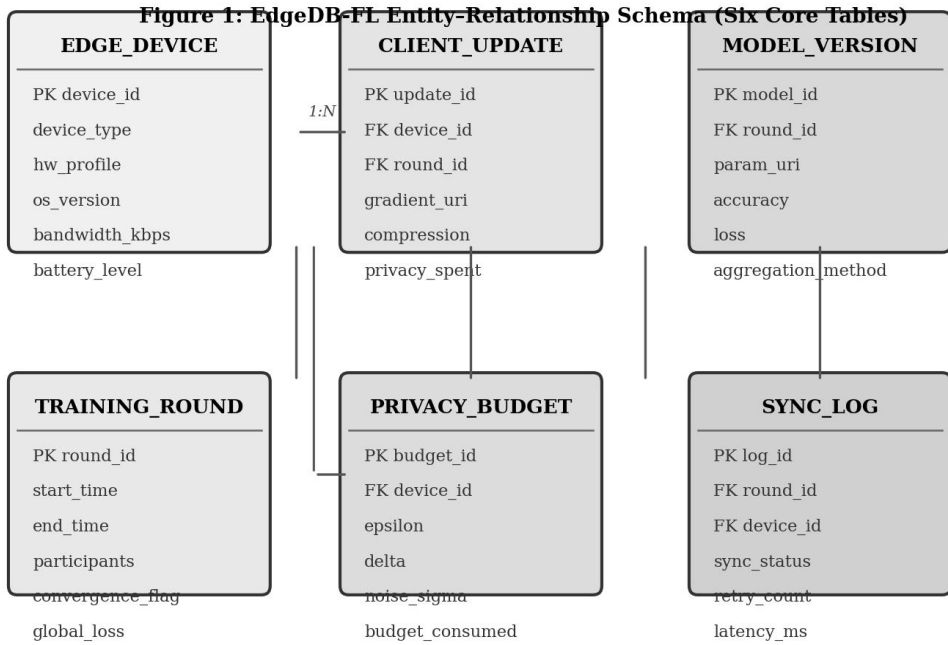 Figure 1: EdgeDB-FL Entity–Relationship Schema (Six Core Tables)
EDGE_DEVICE
PK device_id
device_type
hw_profile
os_version
bandwidth_kbps
battery_level
1:N
CLIENT_UPDATE
PK update_id
FK device_id
FK round_id
gradient_uri
compression
privacy_spent
MODEL_VERSION
PK model_id
FK round_id
param_uri
accuracy
loss
aggregation_method
TRAINING_ROUND
PK round_id
start_time
end_time
participants
convergence_flag
global_loss
PRIVACY_BUDGET
PK budget_id
FK device_id
epsilon
delta
noise_sigma
budget_consumed
SYNC_LOG
PK log_id
FK round_id
FK device_id
sync_status
retry_count
latency_ms